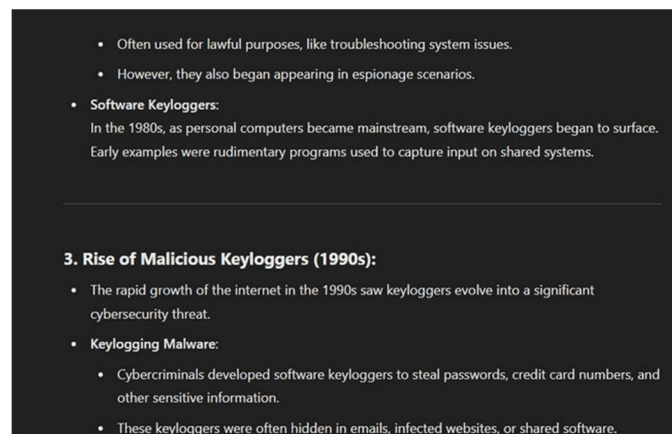 • Often used for lawful purposes, like troubleshooting system issues.
• However, they also began appearing in espionage scenarios.
• Software Keyloggers:
In the 1980s, as personal computers became mainstream, software keyloggers began to surface.
Early examples were rudimentary programs used to capture input on shared systems.
3. Rise of Malicious Keyloggers (1990s):
• The rapid growth of the internet in the 1990s saw keyloggers evolve into a significant
cybersecurity threat.
• Keylogging Malware:
• Cybercriminals developed software keyloggers to steal passwords, credit card numbers, and
other sensitive information.
• These keyloggers were often hidden in emails, infected websites, or shared software.